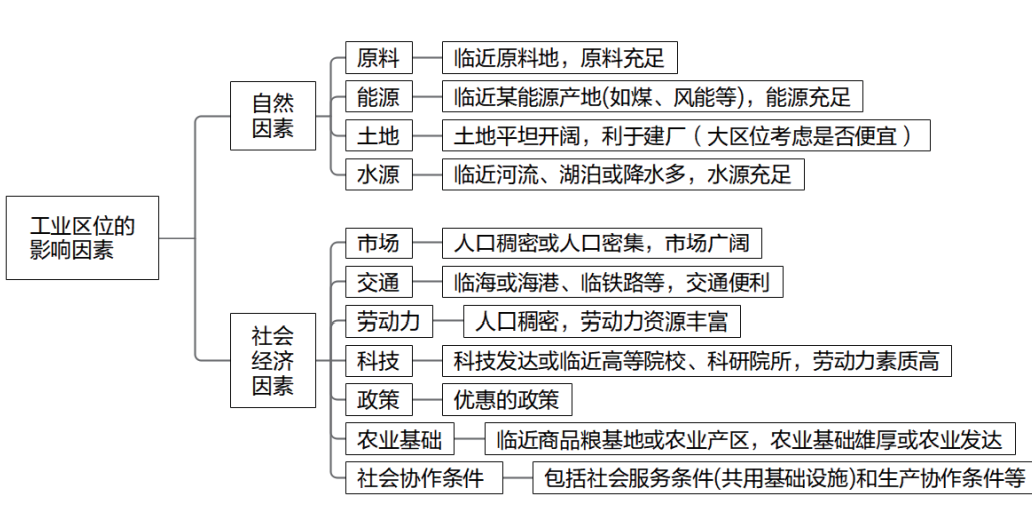 工业区位的
影响因素
自然
因素
原料
临近原料地，原料充足
能源
临近某能源产地(如煤、风能等)，能源充足
土地
土地平坦开阔，利于建厂（大区位考虑是否便宜）
水源
临近河流、湖泊或降水多，水源充足
社会
经济
因素
市场
人口稠密或人口密集，市场广阔
交通
临海或海港、临铁路等，交通便利
劳动力
人口稠密，劳动力资源丰富
科技
科技发达或临近高等院校、科研院所，劳动力素质高
政策
优惠的政策
农业基础
临近商品粮基地或农业产区，农业基础雄厚或农业发达
社会协作条件
包括社会服务条件(共用基础设施)和生产协作条件等